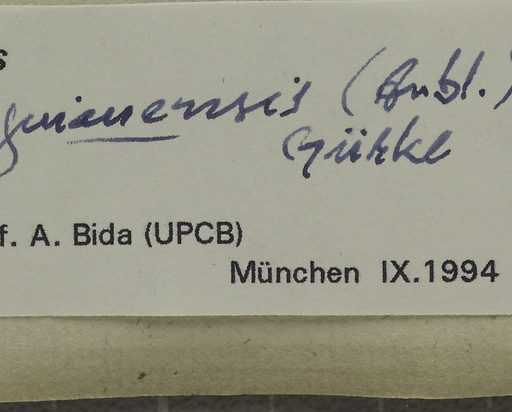 s
guianensis (Aubl.)
Gürke
f. A. Bida (UPCB)
München IX.1994